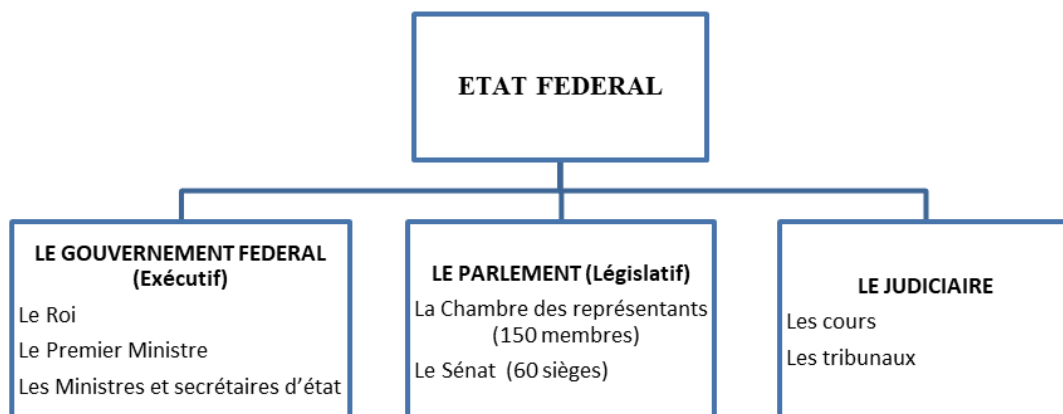 ETAT FEDERAL
LE GOUVERNEMENT FEDERAL
(Exécutif)
Le Roi
Le Premier Ministre
Les Ministres et secrétaires d'état
LE PARLEMENT (Législatif)
La Chambre des représentants
(150 membres)
Le Sénat (60 sièges)
LE JUDICIAIRE
Les cours
Les tribunaux